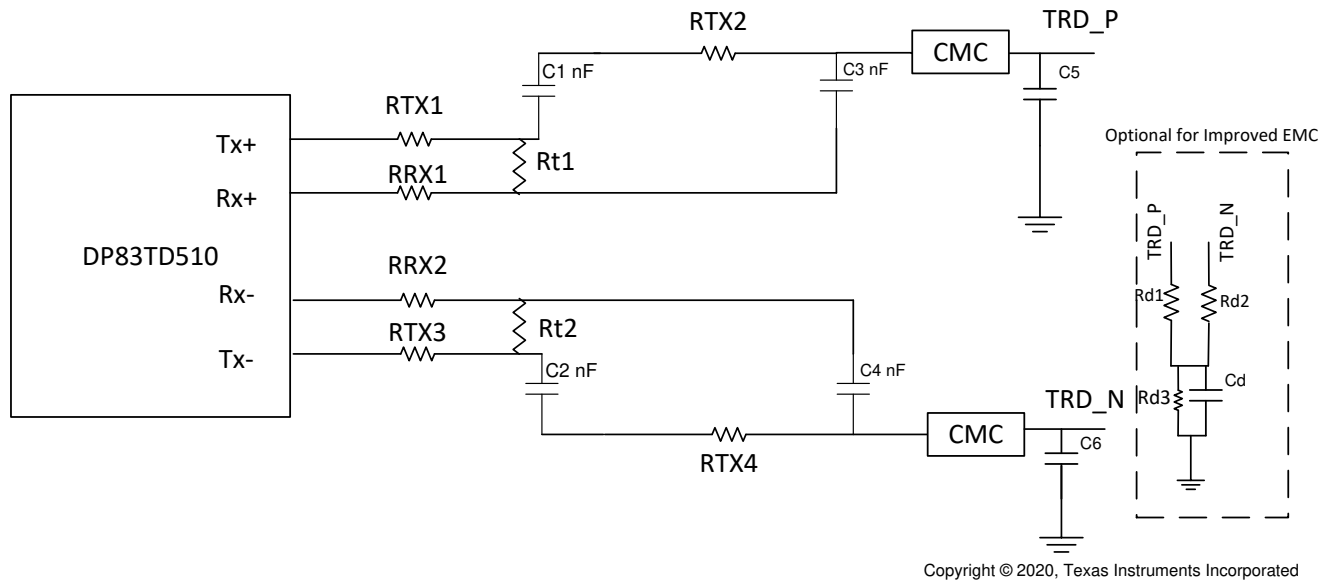 RTX2
TRD_P
CMC
C1 nF
C3 nF
C5
RTX1
Tx+
Rt1
RRX1
Rx+
DP83TD510
RRX2
Rx-
Rt2
RTX3
Tx-
C2 nF
C4 nF
TRD_N
CMC
C6
RTX4
Optional for Improved EMC
TRD_P
TRD_N
Rd1
Rd2
Rd3
Cd
Copyright © 2020, Texas Instruments Incorporated